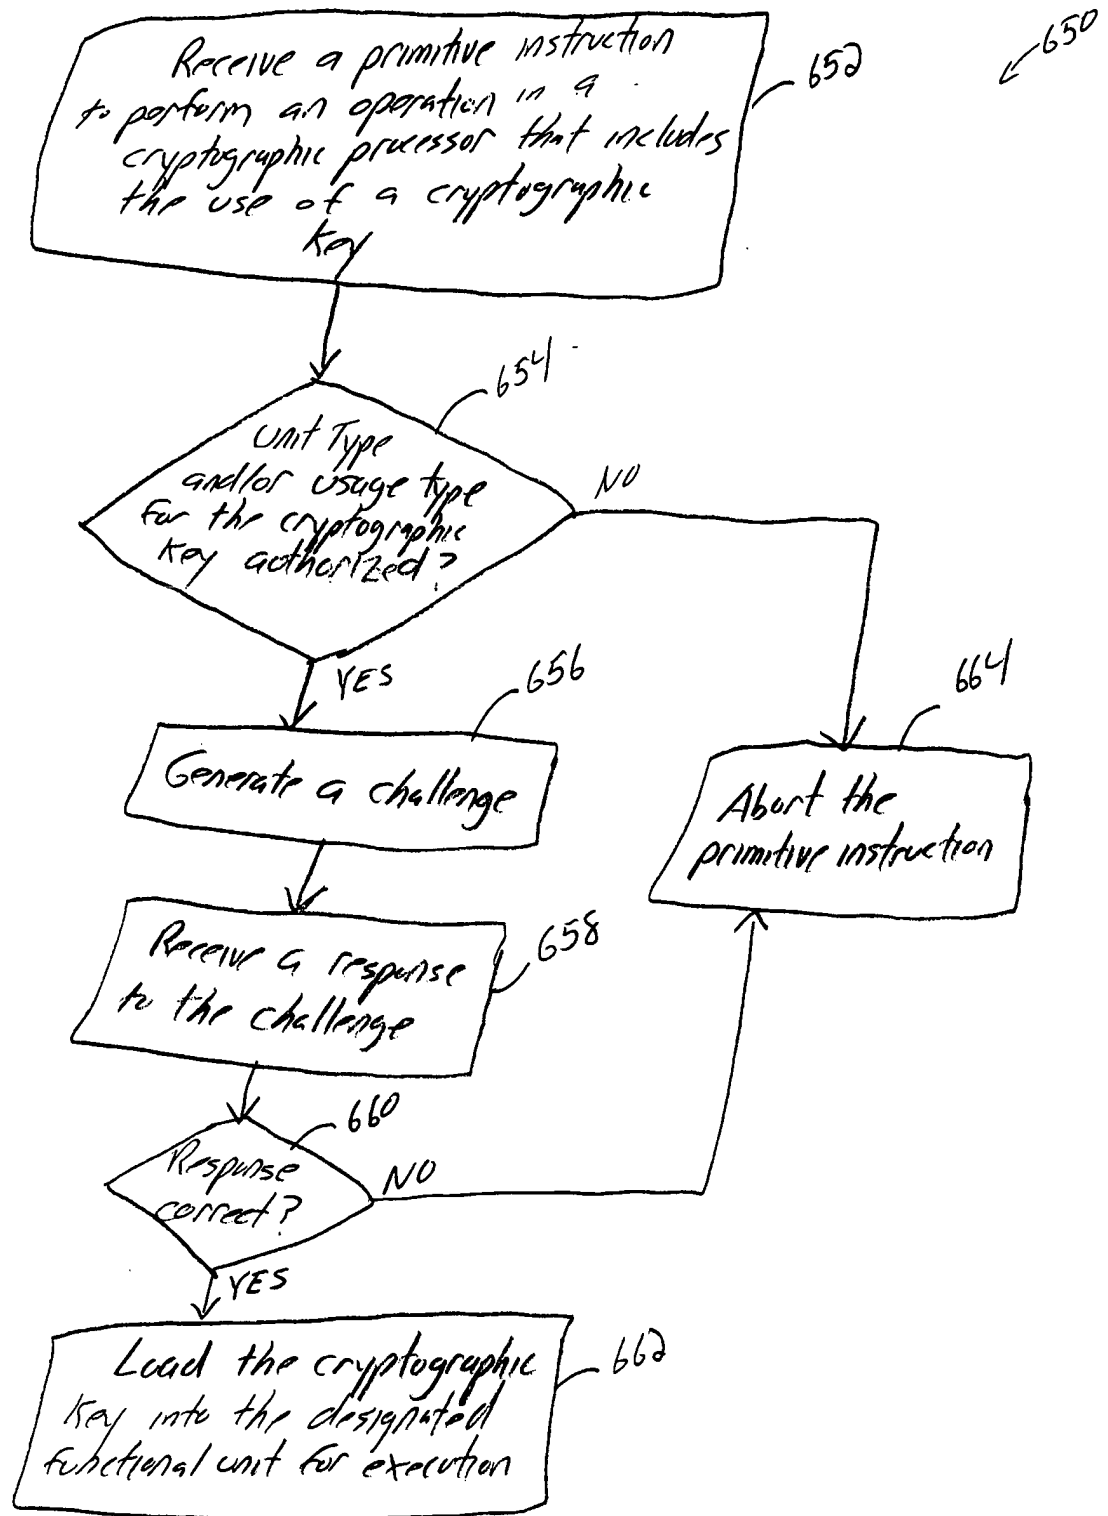 650
Receive a primitive instruction
652
to perform an operation in a
cryptographic processor that includes
the use of a cryptographic
Key
654
Unit Type
and/or usage type
for the cryptographic
Key authorized?
NO
YES
656
Generate a challenge
664
Abort the
primitive instruction
658
Receive a response
to the challenge
660
Response
correct?
NO
YES
Load the cryptographic
662
Key into the designated
functional unit for execution